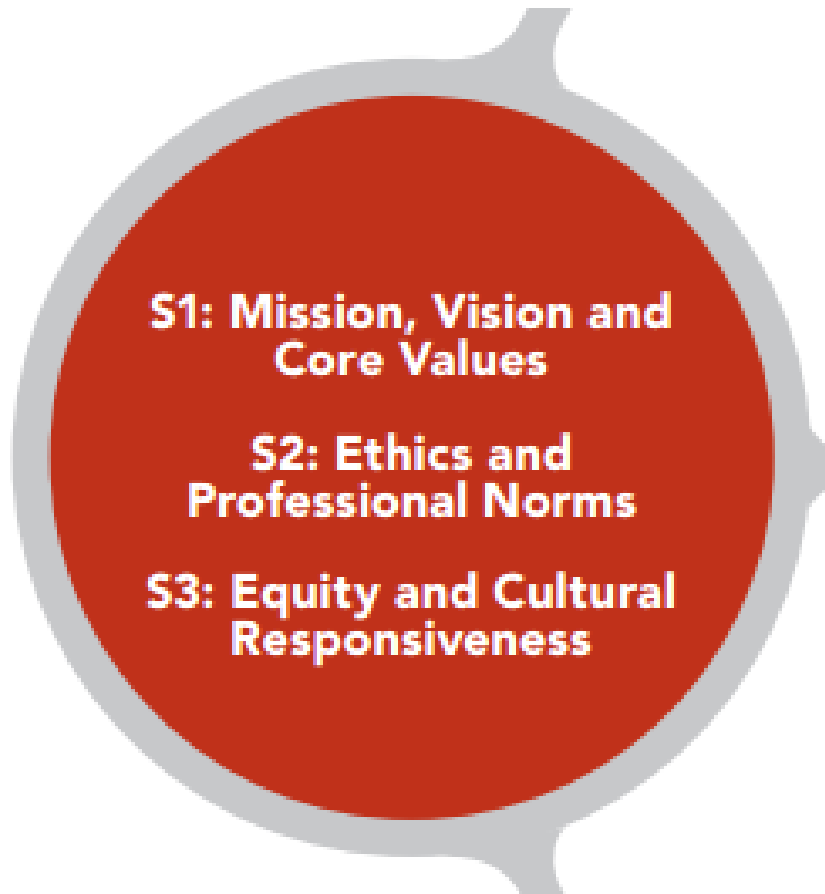 S1: Mission, Vision and
Core Values
S2: Ethics and
Professional Norms
S3: Equity and Cultural
Responsiveness